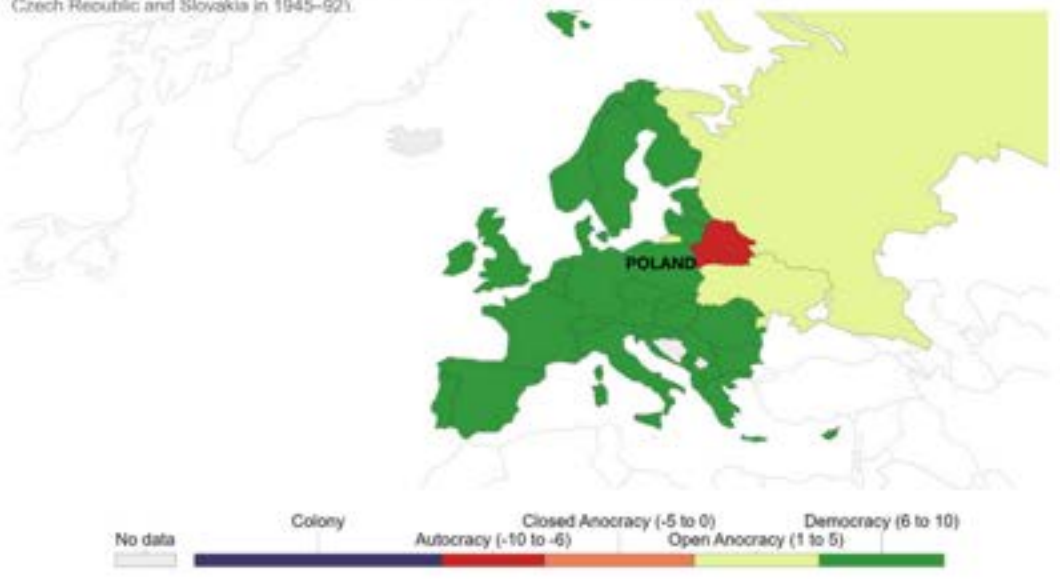 Czech Republic and Slovakia in 1945–92).
POLAND
Colony
Closed Anocracy (-5 to 0)
Democracy (6 to 10)
No data
Autocracy (-10 to -6)
Open Anocracy (1 to 5)